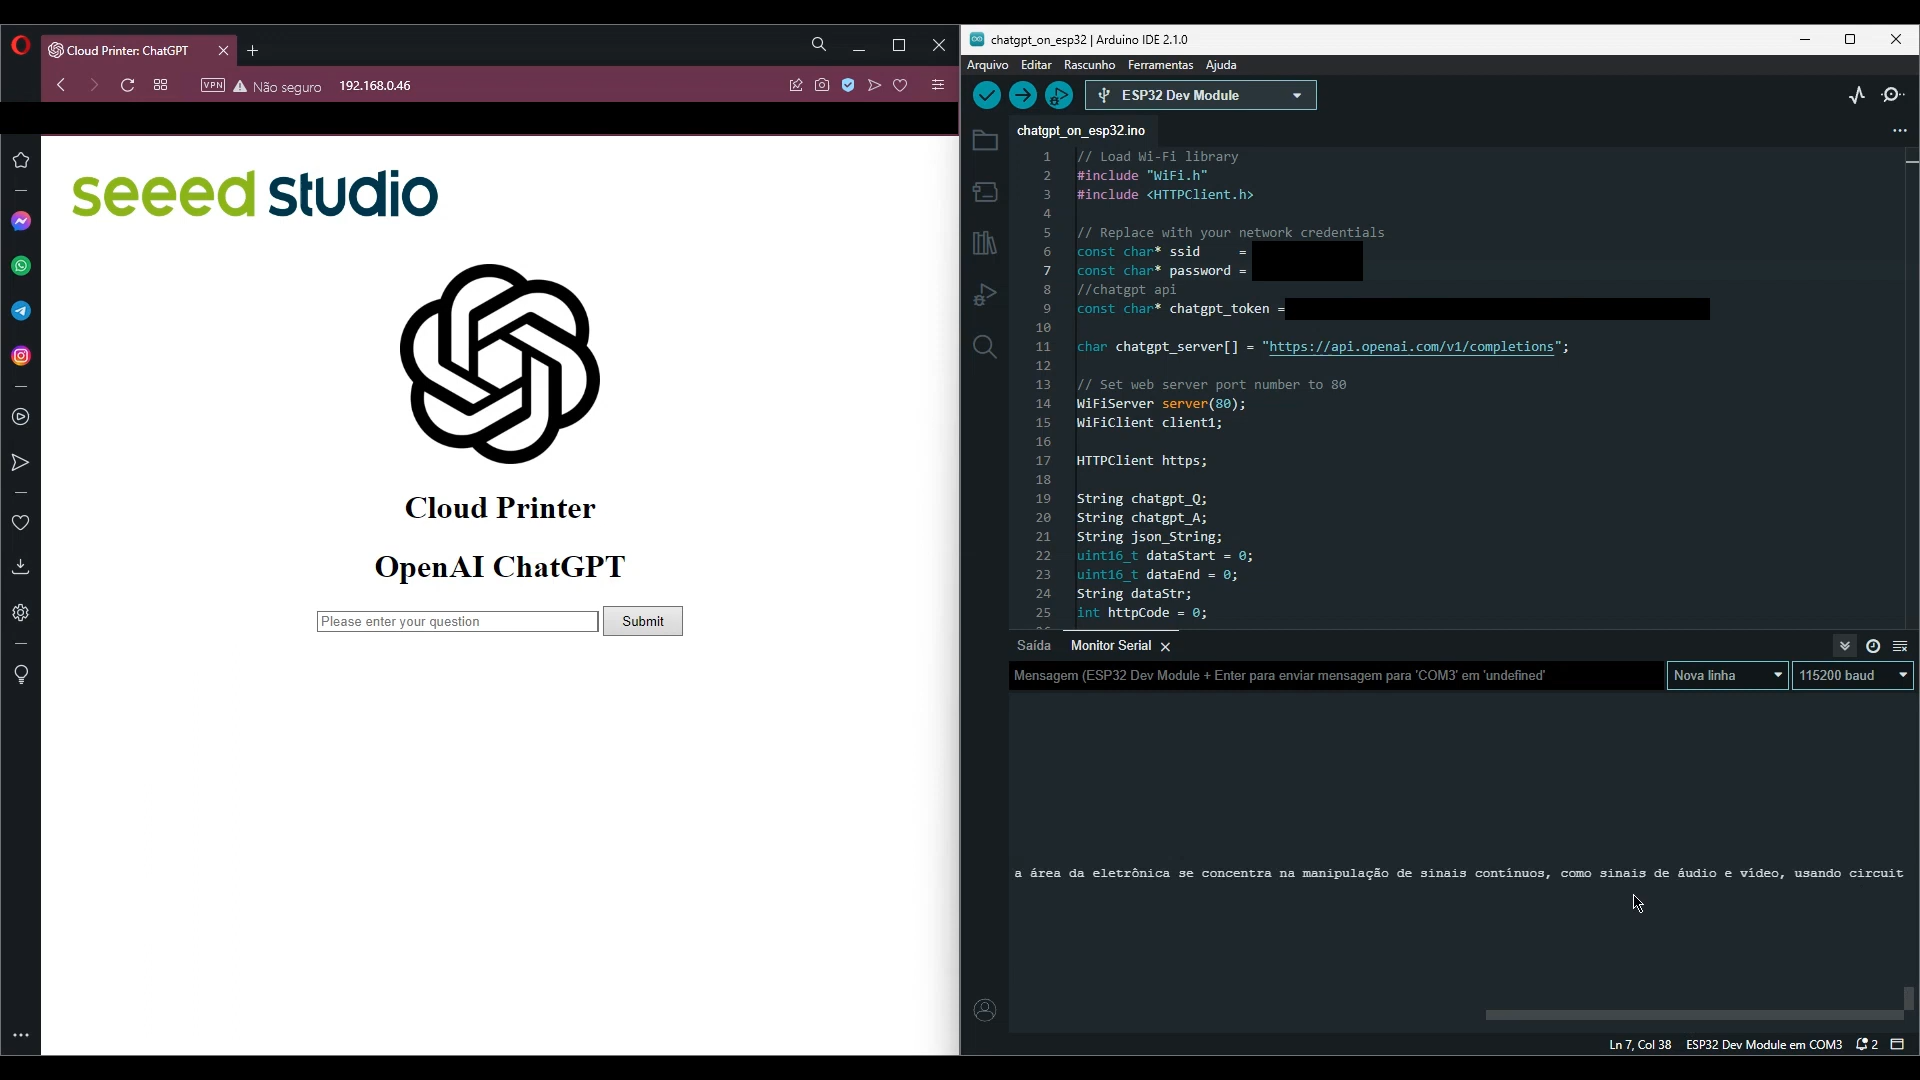 Cloud Printer: ChatGPT
VPN
Não seguro
192.168.0.46
seeed studio
Cloud Printer
OpenAI ChatGPT
Please enter your question
Submit
chatgpt_on_esp32 | Arduino IDE 2.1.0
Arquivo Editar Rascunho Ferramentas Ajuda
ESP32 Dev Module
chatgpt_on_esp32.ino
1 // Load Wi-Fi library
2 #include "WiFi.h"
3 #include <HTTPClient.h>
4
5 // Replace with your network credentials
6 const char* ssid =
7 const char* password =
8 //chatgpt api
9 const char* chatgpt_token =
10
11 char chatgpt_server[] = "https://api.openai.com/v1/completions";
12
13 // Set web server port number to 80
14 WiFiServer server(80);
15 WiFiClient client1;
16
17 HTTPClient https;
18
19 String chatgpt_Q;
20 String chatgpt_A;
21 String json_String;
22 uint16_t dataStart = 0;
23 uint16_t dataEnd = 0;
24 String dataStr;
25 int httpCode = 0;
Saída Monitor Serial
Mensagem (ESP32 Dev Module + Enter para enviar mensagem para 'COM3' em 'undefined'
Nova linha
115200 baud
a área da eletrônica se concentra na manipulação de sinais contínuos, como sinais de áudio e vídeo, usando circuit
Ln 7, Col 38 ESP32 Dev Module em COM3 2